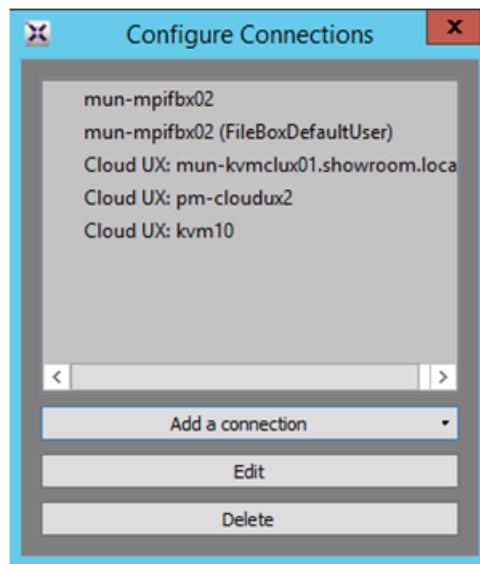 Configure Connections
mun-mpifbx02
mun-mpifbx02 (FileBoxDefaultUser)
Cloud UX: mun-kvmclux01.showroom.loca
Cloud UX: pm-cloudux2
Cloud UX: kvm10
Add a connection
Edit
Delete